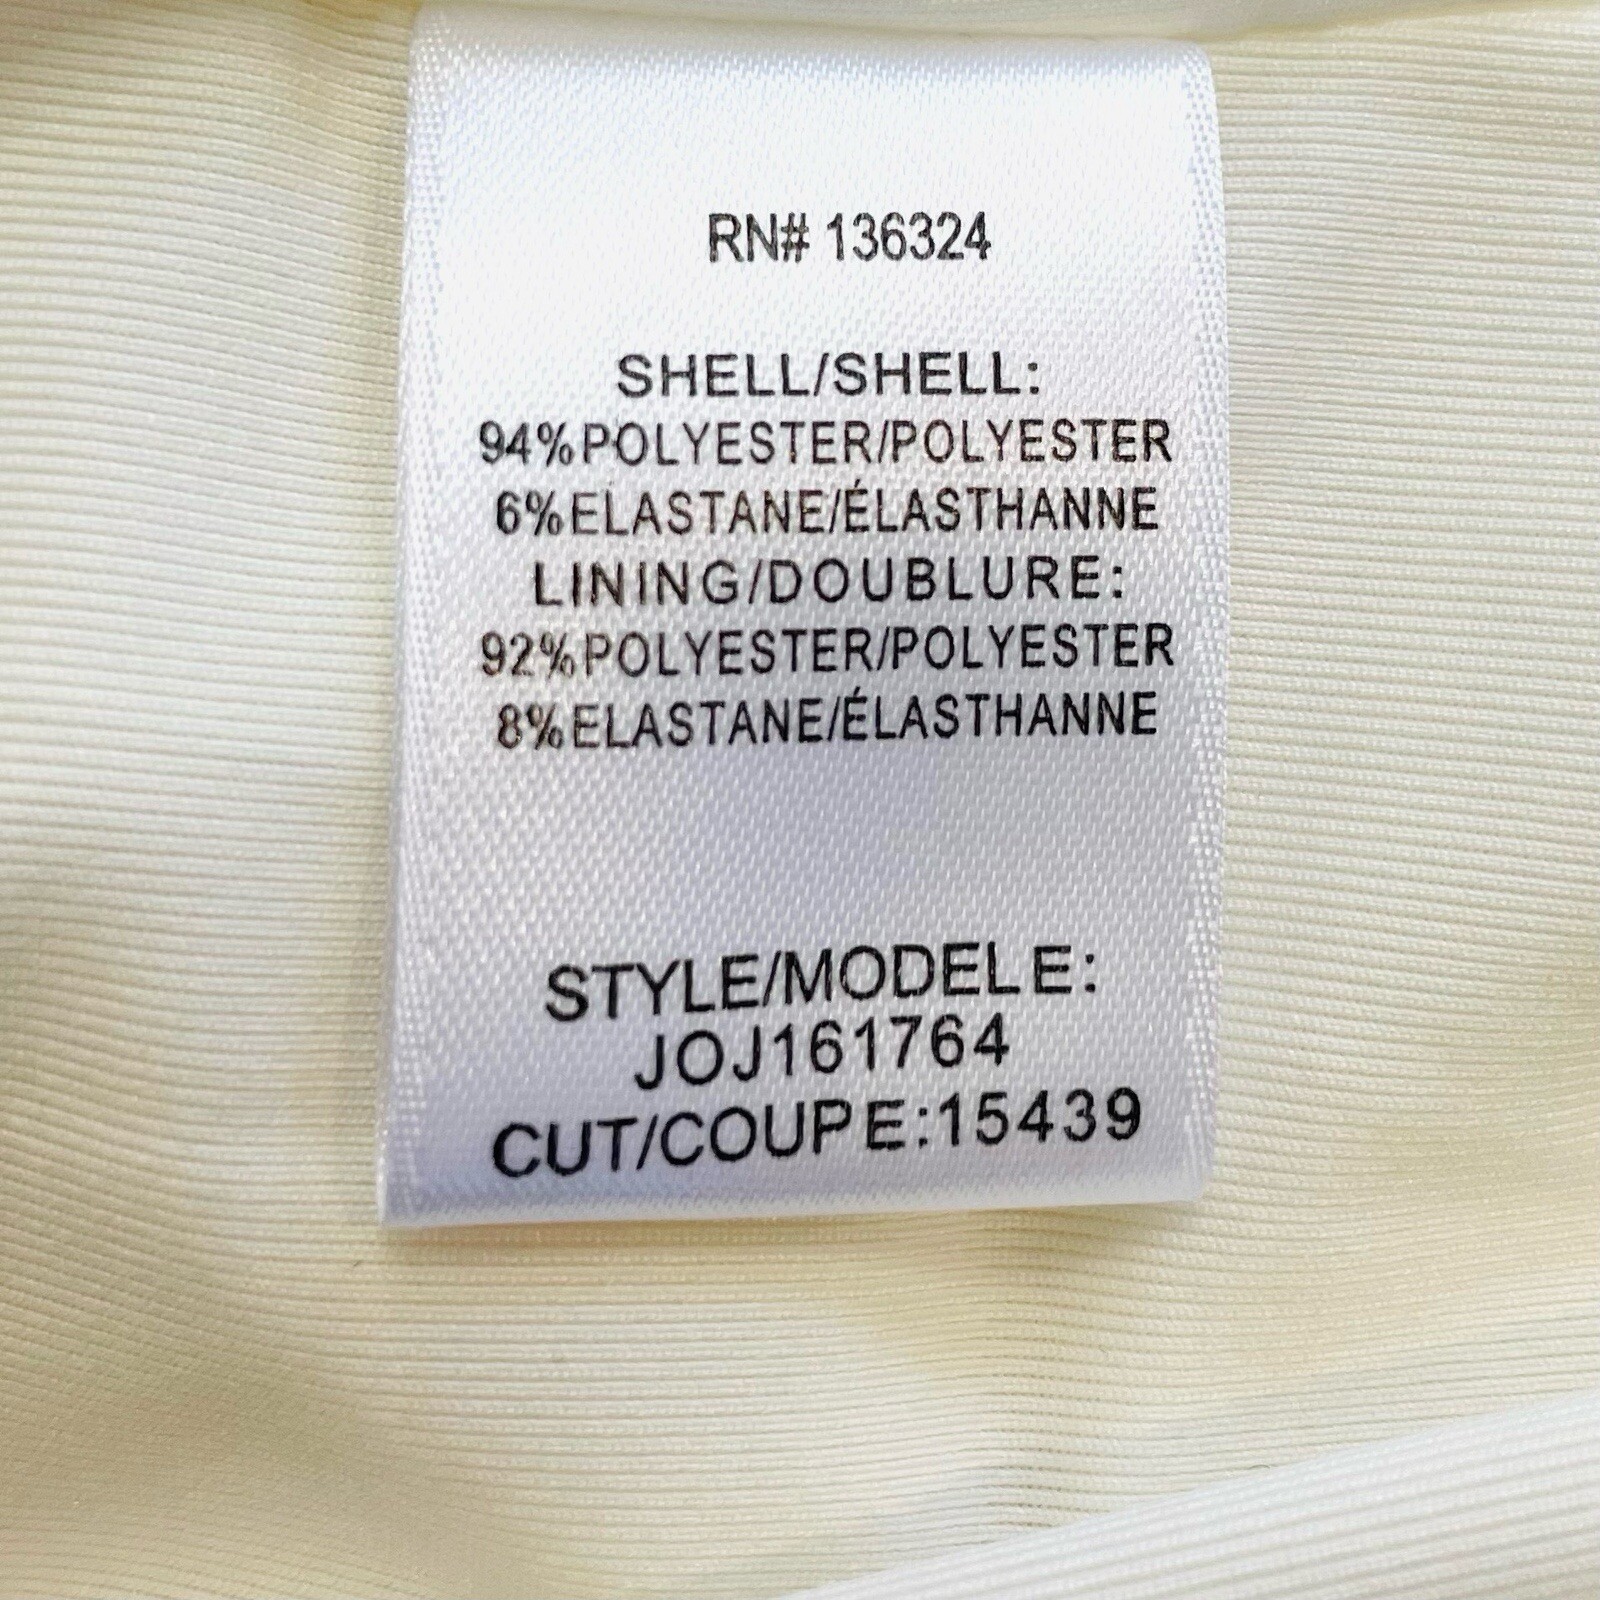 RN# 136324
SHELL/SHELL:
94%POLYESTER/POLYESTER
6%ELASTANE/ÉLASTHANNE
LINING/DOUBLURE:
92%POLYESTER/POLYESTER
8%ELASTANE/ÉLASTHANNE
STYLE/MODELE:
JOJ161764
CUT/COUPE:15439